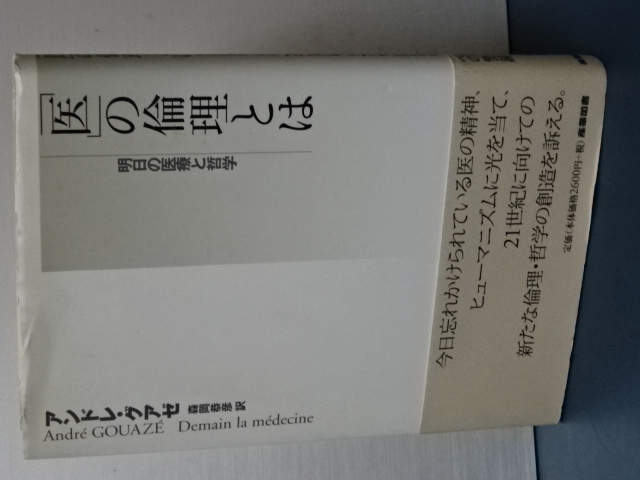 「医」の倫理とは
明日の医療と哲学
アンドレ・グアゼ
森岡恭彦 訳
André GOUAZÉ Demain la médecine
今日忘れかけられている医の精神、
ヒューマニズムに光を当て、
21世紀に向けての
新たな倫理・哲学の創造を訴える。
定価(本体価格2600円+税) 産業図書